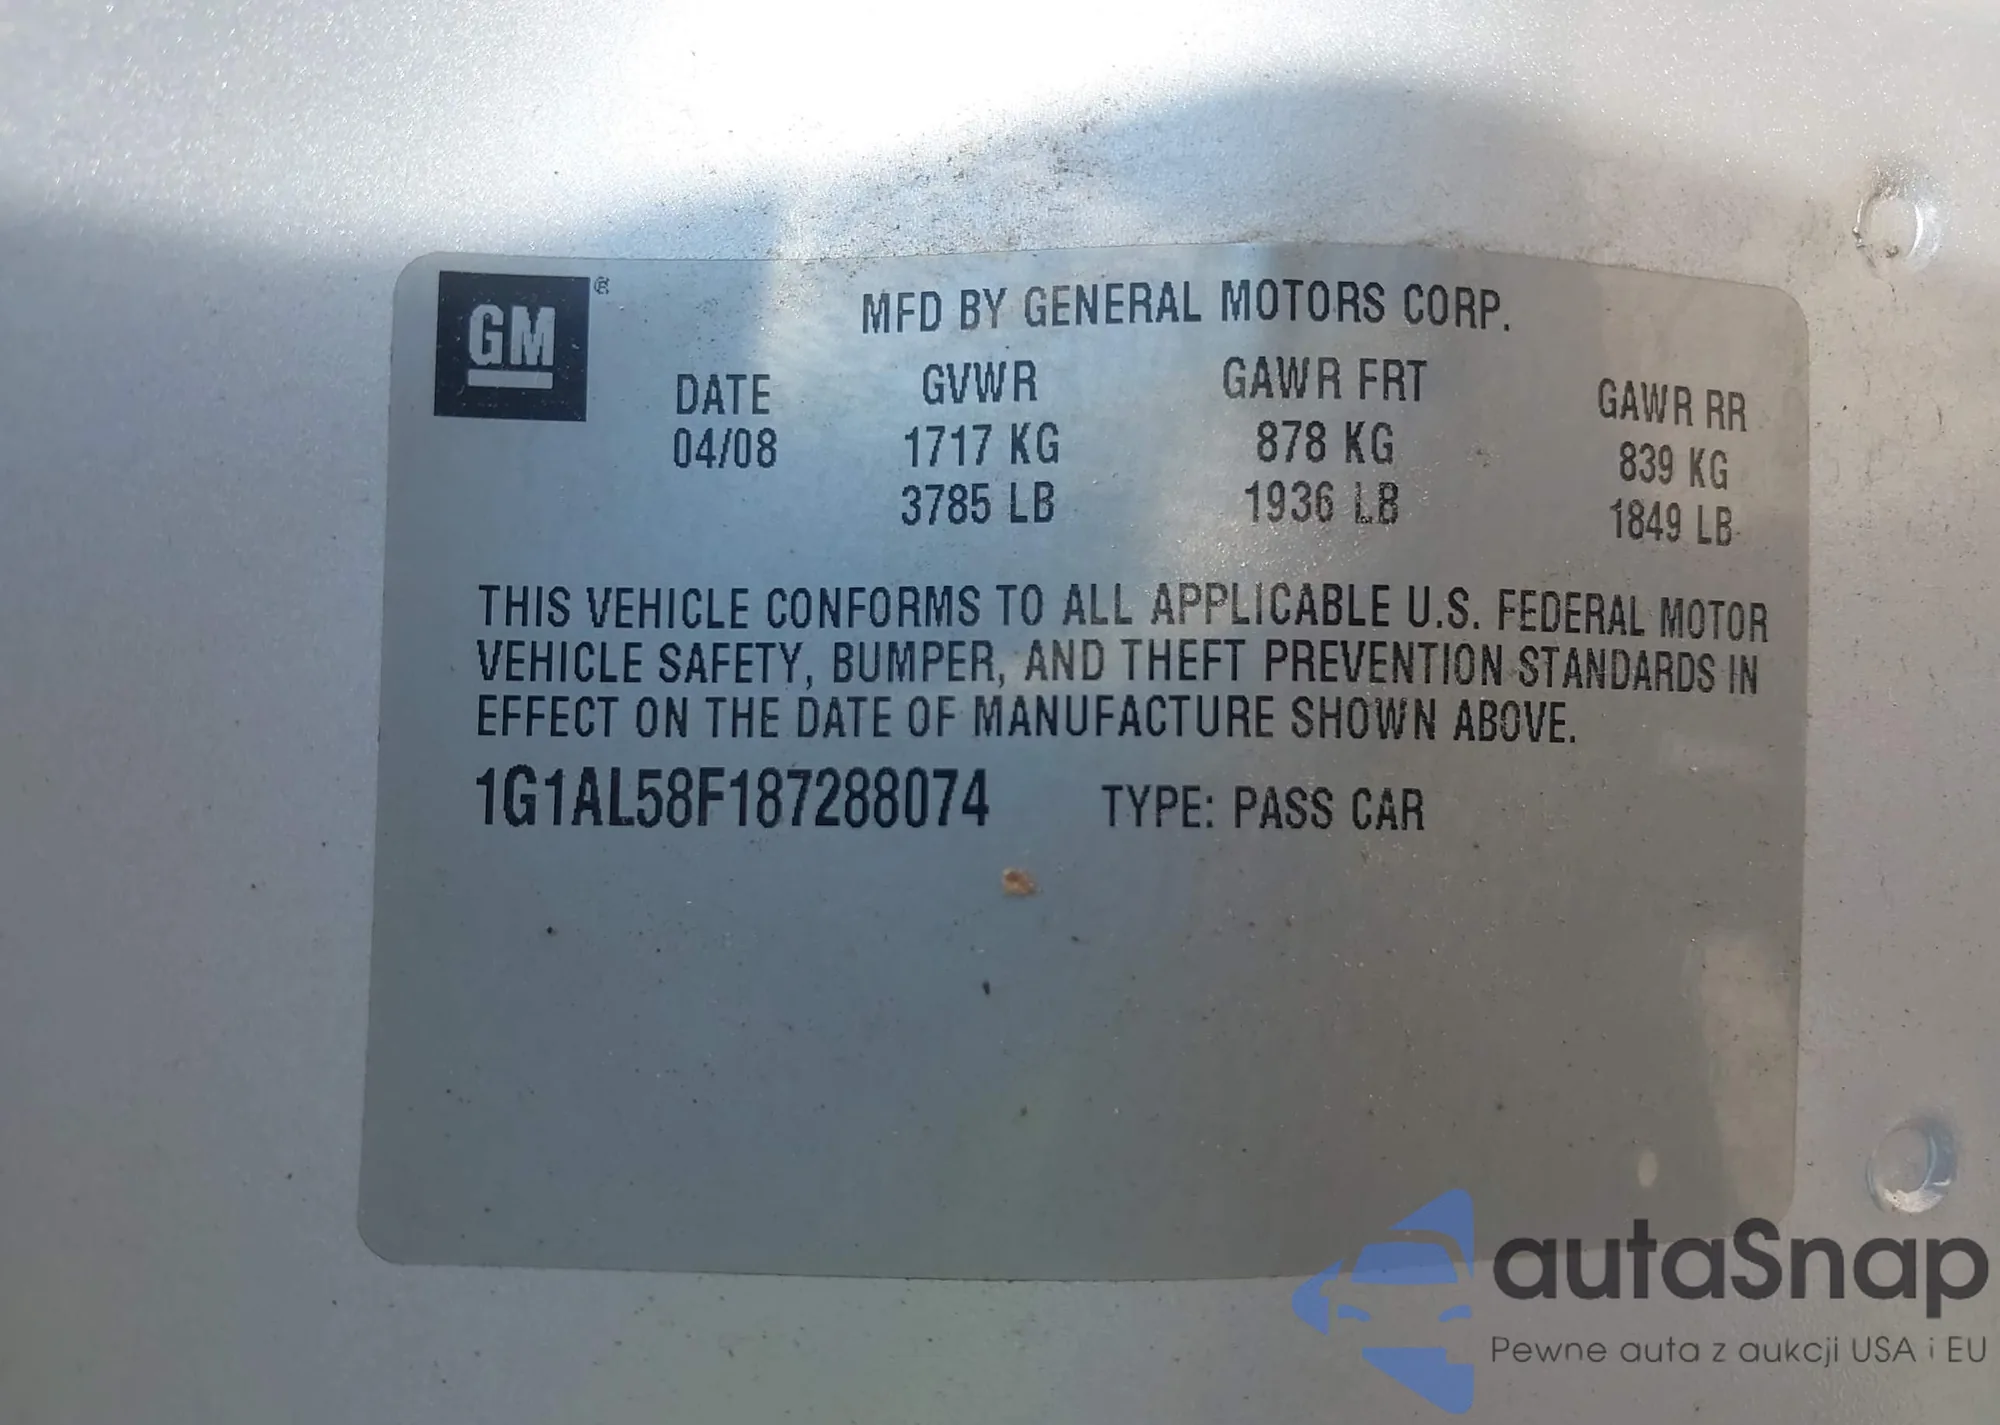 GM ®
MFD BY GENERAL MOTORS CORP.
DATE GVWR GAWR FRT GAWR RR
04/08 1717 KG 878 KG 839 KG
3785 LB 1936 LB 1849 LB
THIS VEHICLE CONFORMS TO ALL APPLICABLE U.S. FEDERAL MOTOR
VEHICLE SAFETY, BUMPER, AND THEFT PREVENTION STANDARDS IN
EFFECT ON THE DATE OF MANUFACTURE SHOWN ABOVE.
1G1AL58F187288074 TYPE: PASS CAR
autaSnap
Pewne auta z aukcji USA i EU